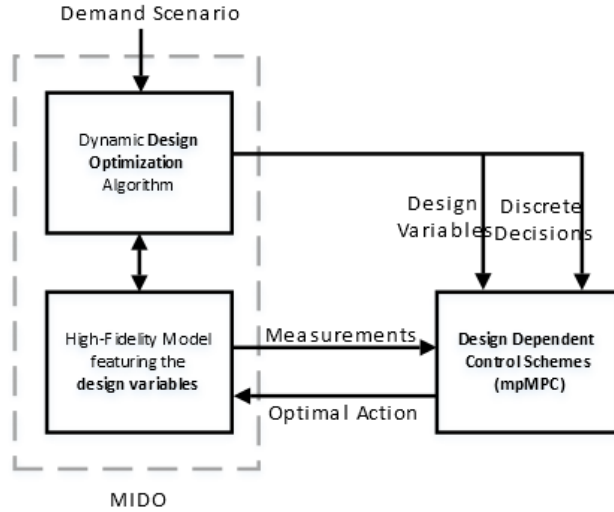 Demand Scenario
Dynamic Design
Optimization
Algorithm
Design
Variables
Discrete
Decisions
High-Fidelity Model
featuring the
design variables
Measurements
Optimal Action
Design Dependent
Control Schemes
(mpMPC)
MIDO